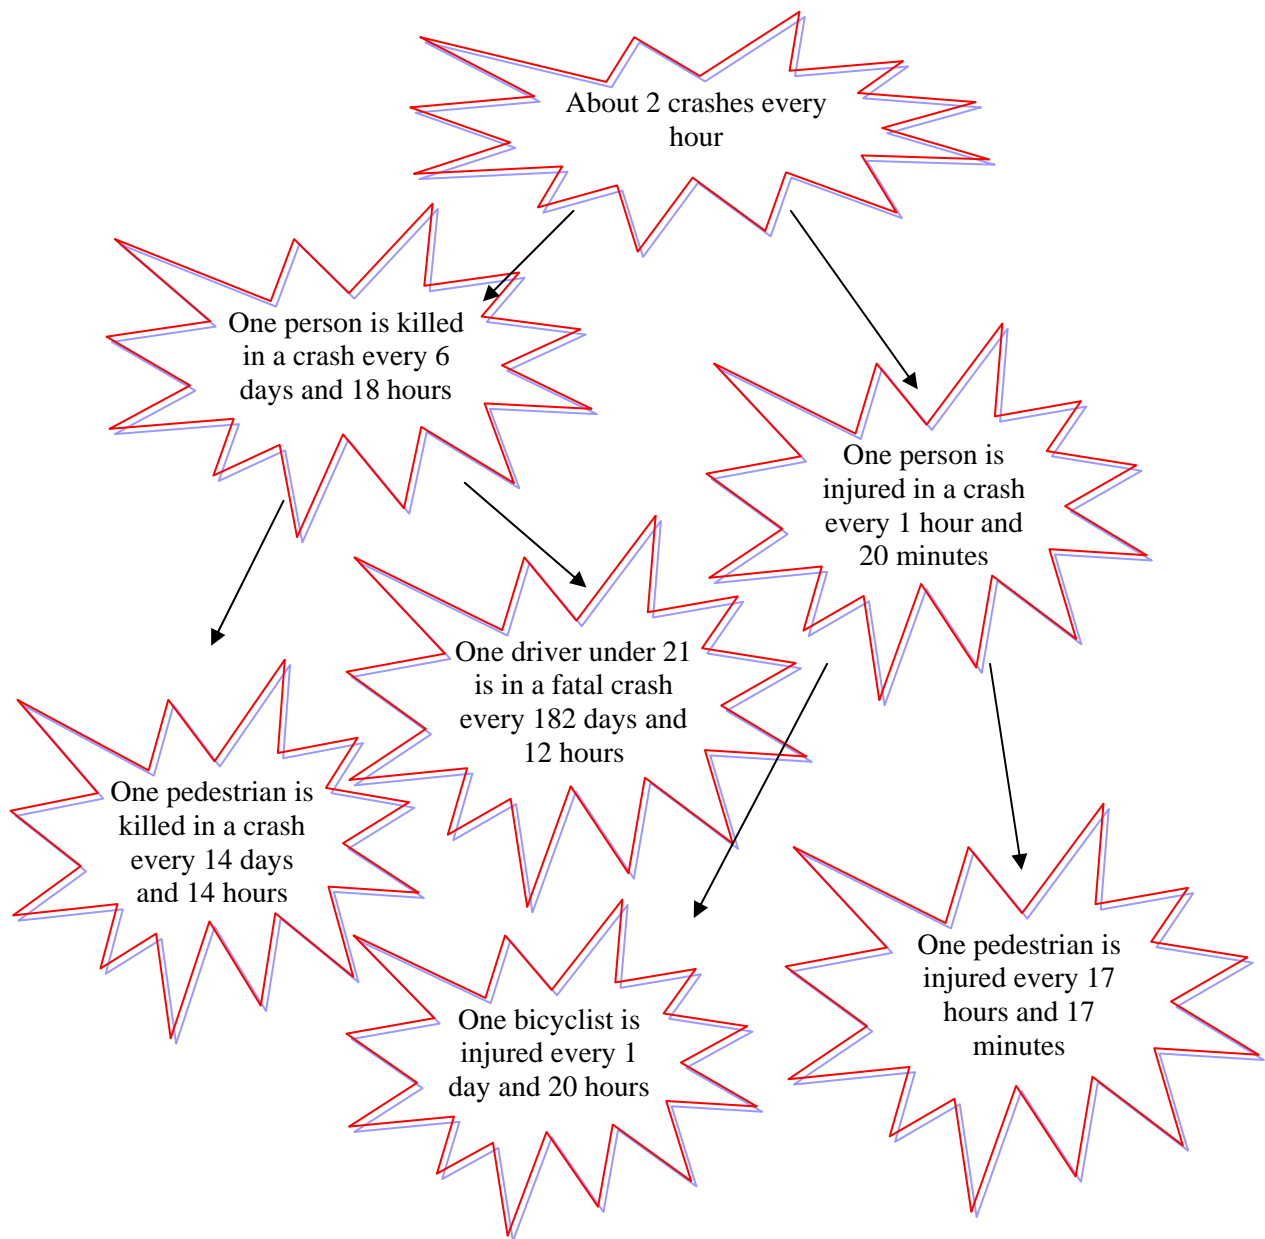 About 2 crashes every
hour
One person is killed
in a crash every 6
days and 18 hours
One person is
injured in a crash
every 1 hour and
20 minutes
One driver under 21
is in a fatal crash
every 182 days and
12 hours
One pedestrian is
killed in a crash
every 14 days
and 14 hours
One pedestrian is
injured every 17
hours and 17
minutes
One bicyclist is
injured every 1
day and 20 hours